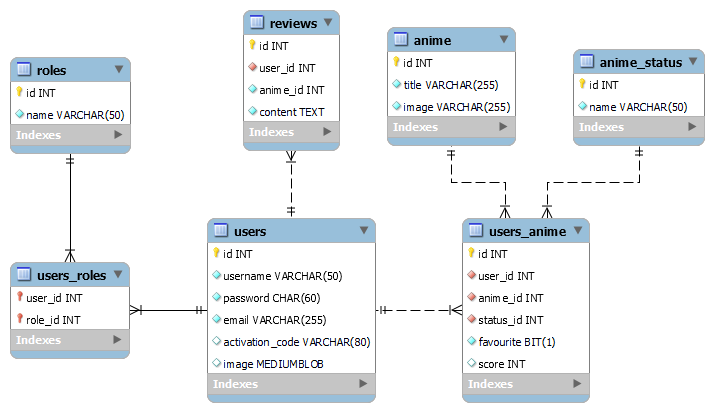 roles
id INT
name VARCHAR(50)
Indexes
reviews
id INT
user_id INT
anime_id INT
content TEXT
Indexes
anime
id INT
title VARCHAR(255)
image VARCHAR(255)
Indexes
anime_status
id INT
name VARCHAR(50)
Indexes
users_roles
user_id INT
role_id INT
Indexes
users
id INT
username VARCHAR(50)
password CHAR(60)
email VARCHAR(255)
activation_code VARCHAR(80)
image MEDIUMBLOB
Indexes
users_anime
id INT
user_id INT
anime_id INT
status_id INT
favourite BIT(1)
score INT
Indexes